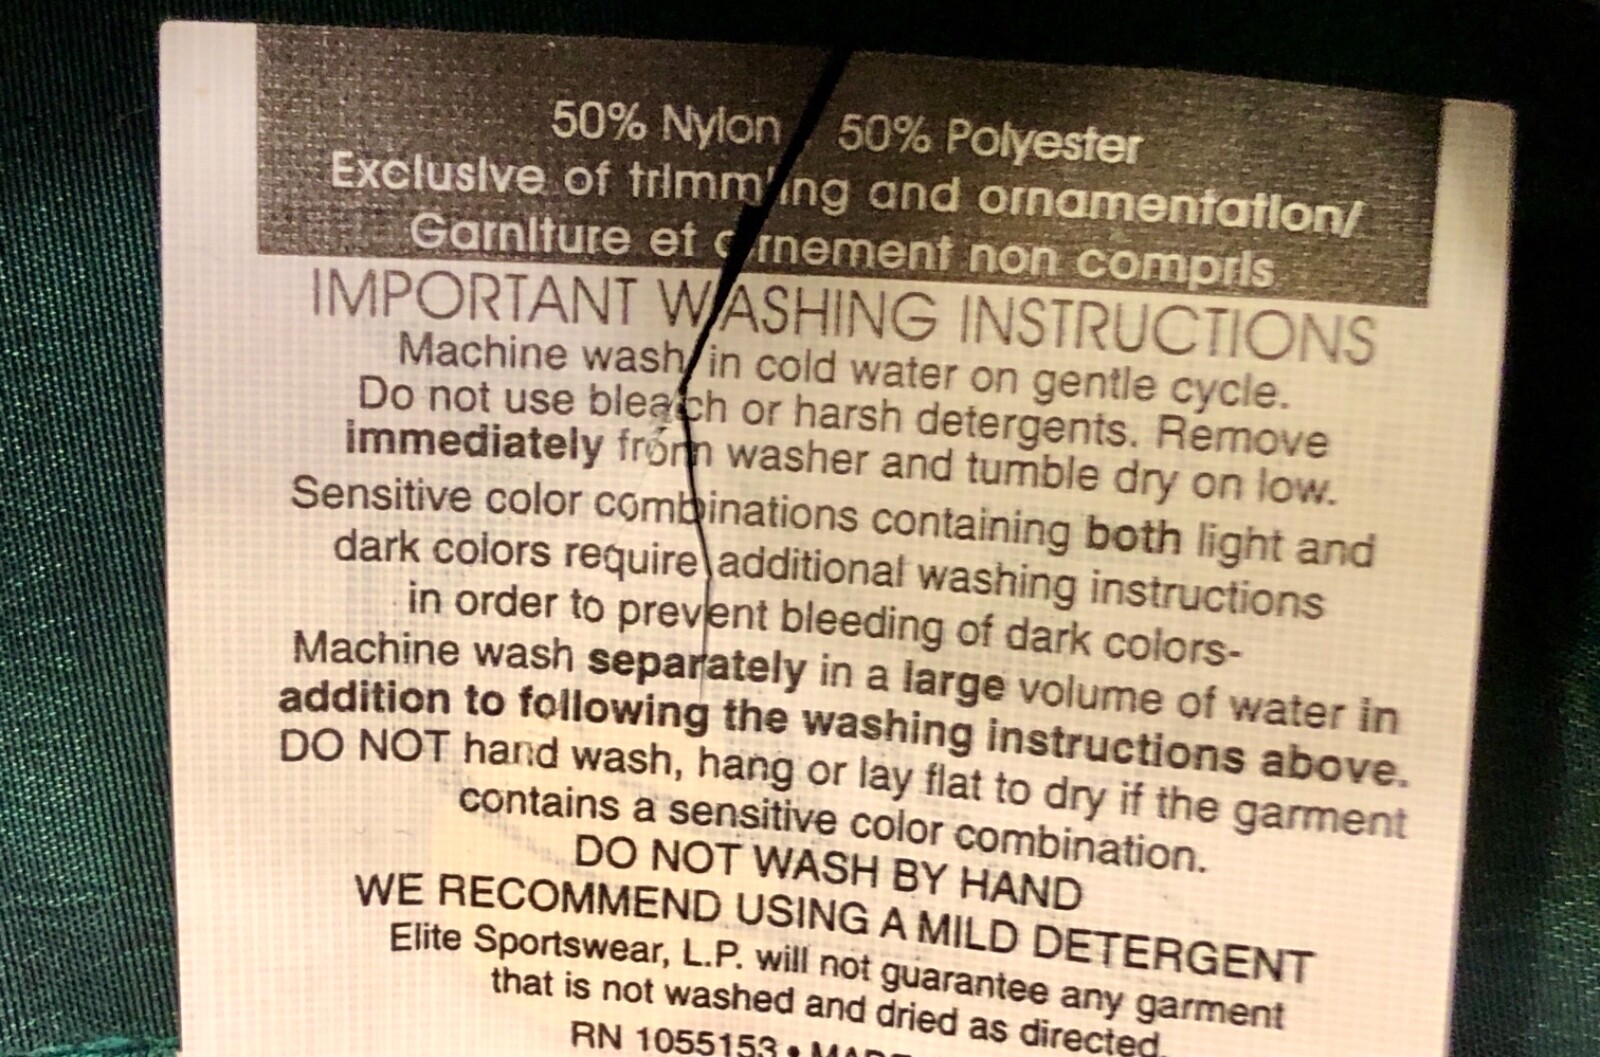 50% Nylon 50% Polyester
Exclusive of trimming and ornamentation/
Garniture et ornement non compris
IMPORTANT WASHING INSTRUCTIONS
Machine wash in cold water on gentle cycle.
Do not use bleach or harsh detergents. Remove
immediately from washer and tumble dry on low.
Sensitive color combinations containing both light and
dark colors require additional washing instructions
in order to prevent bleeding of dark colors-
Machine wash separately in a large volume of water in
addition to following the washing instructions above.
DO NOT hand wash, hang or lay flat to dry if the garment
contains a sensitive color combination.
DO NOT WASH BY HAND
WE RECOMMEND USING A MILD DETERGENT
Elite Sportswear, L.P. will not guarantee any garment
that is not washed and dried as directed.
RN 1055153 •